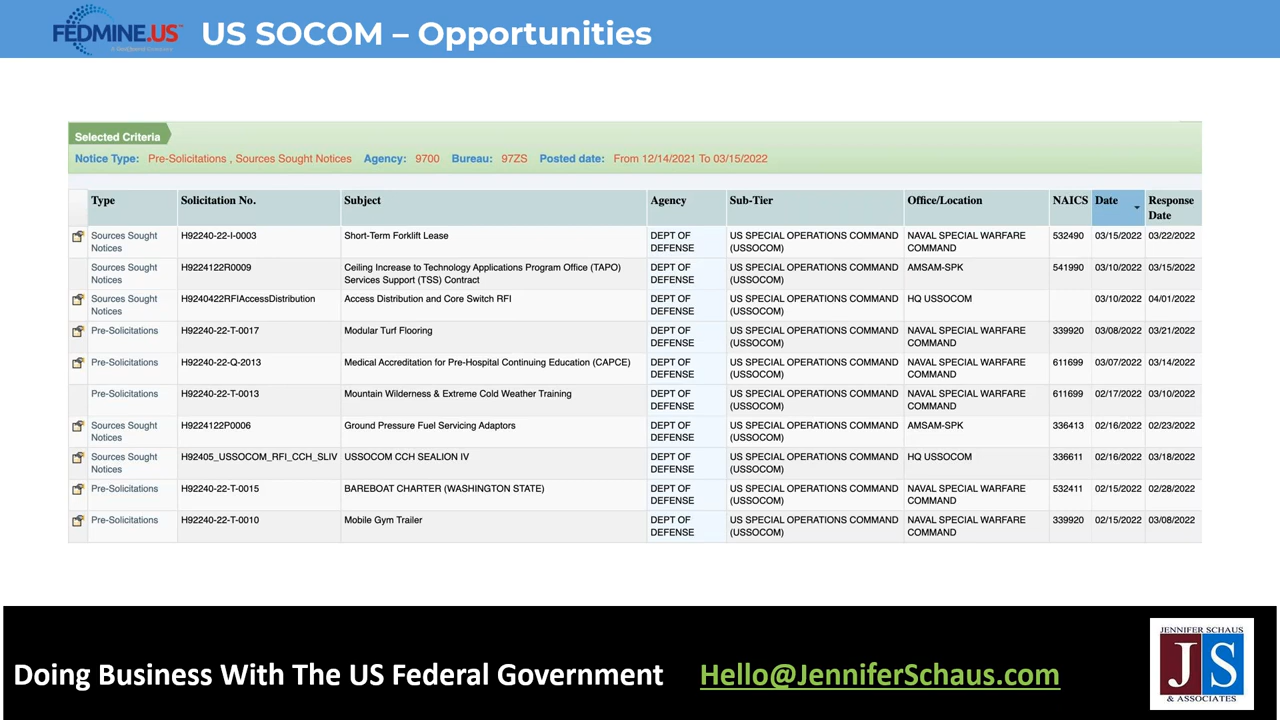 FEDMINE.US™
A GovSpend Company
US SOCOM – Opportunities
Selected Criteria
Notice Type: Pre-Solicitations , Sources Sought Notices Agency: 9700 Bureau: 97ZS Posted date: From 12/14/2021 To 03/15/2022
Type Solicitation No. Subject Agency Sub-Tier Office/Location NAICS Date Response
Date
Sources Sought H92240-22-I-0003 Short-Term Forklift Lease DEPT OF US SPECIAL OPERATIONS COMMAND NAVAL SPECIAL WARFARE 532490 03/15/2022 03/22/2022
Notices DEFENSE (USSOCOM) COMMAND
Sources Sought H9224122R0009 Ceiling Increase to Technology Applications Program Office (TAPO) DEPT OF US SPECIAL OPERATIONS COMMAND AMSAM-SPK 541990 03/10/2022 03/15/2022
Notices Services Support (TSS) Contract DEFENSE (USSOCOM)
Sources Sought H9240422RFIAccessDistribution Access Distribution and Core Switch RFI DEPT OF US SPECIAL OPERATIONS COMMAND HQ USSOCOM 03/10/2022 04/01/2022
Notices DEFENSE (USSOCOM)
Pre-Solicitations H92240-22-T-0017 Modular Turf Flooring DEPT OF US SPECIAL OPERATIONS COMMAND NAVAL SPECIAL WARFARE 339920 03/08/2022 03/21/2022
DEFENSE (USSOCOM) COMMAND
Pre-Solicitations H92240-22-Q-2013 Medical Accreditation for Pre-Hospital Continuing Education (CAPCE) DEPT OF US SPECIAL OPERATIONS COMMAND NAVAL SPECIAL WARFARE 611699 03/07/2022 03/14/2022
DEFENSE (USSOCOM) COMMAND
Pre-Solicitations H92240-22-T-0013 Mountain Wilderness & Extreme Cold Weather Training DEPT OF US SPECIAL OPERATIONS COMMAND NAVAL SPECIAL WARFARE 611699 02/17/2022 03/10/2022
DEFENSE (USSOCOM) COMMAND
Sources Sought H9224122P0006 Ground Pressure Fuel Servicing Adaptors DEPT OF US SPECIAL OPERATIONS COMMAND AMSAM-SPK 336413 02/16/2022 02/23/2022
Notices DEFENSE (USSOCOM)
Sources Sought H92405_USSOCOM_RFI_CCH_SLIV USSOCOM CCH SEALION IV DEPT OF US SPECIAL OPERATIONS COMMAND HQ USSOCOM 336611 02/16/2022 03/18/2022
Notices DEFENSE (USSOCOM)
Pre-Solicitations H92240-22-T-0015 BAREBOAT CHARTER (WASHINGTON STATE) DEPT OF US SPECIAL OPERATIONS COMMAND NAVAL SPECIAL WARFARE 532411 02/15/2022 02/28/2022
DEFENSE (USSOCOM) COMMAND
Pre-Solicitations H92240-22-T-0010 Mobile Gym Trailer DEPT OF US SPECIAL OPERATIONS COMMAND NAVAL SPECIAL WARFARE 339920 02/15/2022 03/08/2022
DEFENSE (USSOCOM) COMMAND
Doing Business With The US Federal Government Hello@JenniferSchaus.com
JENNIFER SCHAUS
JS
& ASSOCIATES